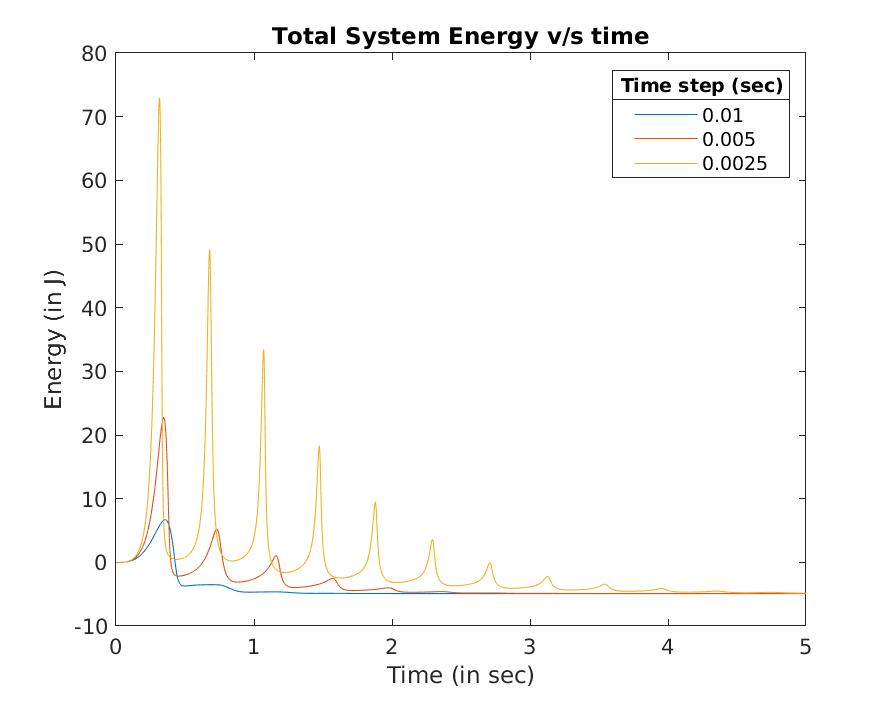 Total System Energy v/s time
80
70
60
50
40
30
20
10
0
-10
Energy (in J)
Time step (sec)
0.01
0.005
0.0025
0 1 2 3 4 5
Time (in sec)